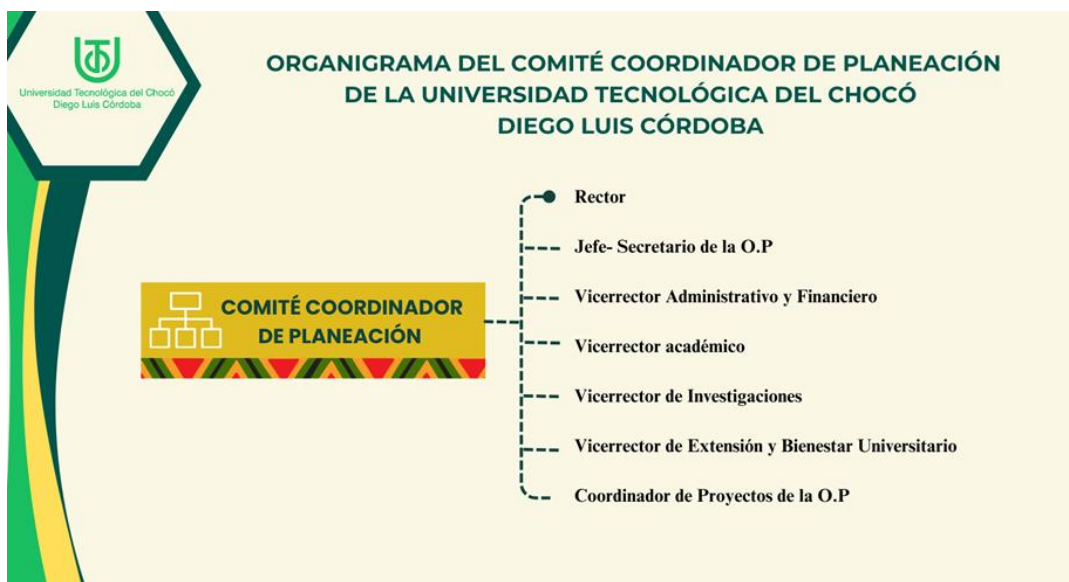 Universidad Tecnológica del Chocó
Diego Luis Córdoba
ORGANIGRAMA DEL COMITÉ COORDINADOR DE PLANEACIÓN
DE LA UNIVERSIDAD TECNOLÓGICA DEL CHOCÓ
DIEGO LUIS CÓRDOBA
COMITÉ COORDINADOR
DE PLANEACIÓN
Rector
Jefe- Secretario de la O.P
Vicerrector Administrativo y Financiero
Vicerrector académico
Vicerrector de Investigaciones
Vicerrector de Extensión y Bienestar Universitario
Coordinador de Proyectos de la O.P